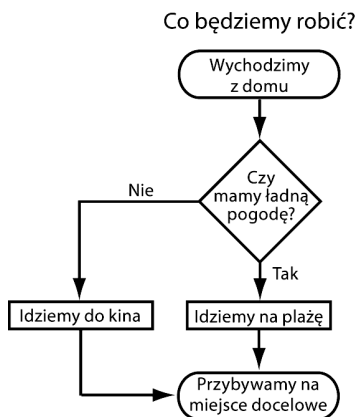 Co będziemy robić?
Wychodzimy
z domu
Czy
mamy ładną
pogodę?
Nie
Tak
Idziemy do kina
Idziemy na plażę
Przybywamy na
miejsce docelowe